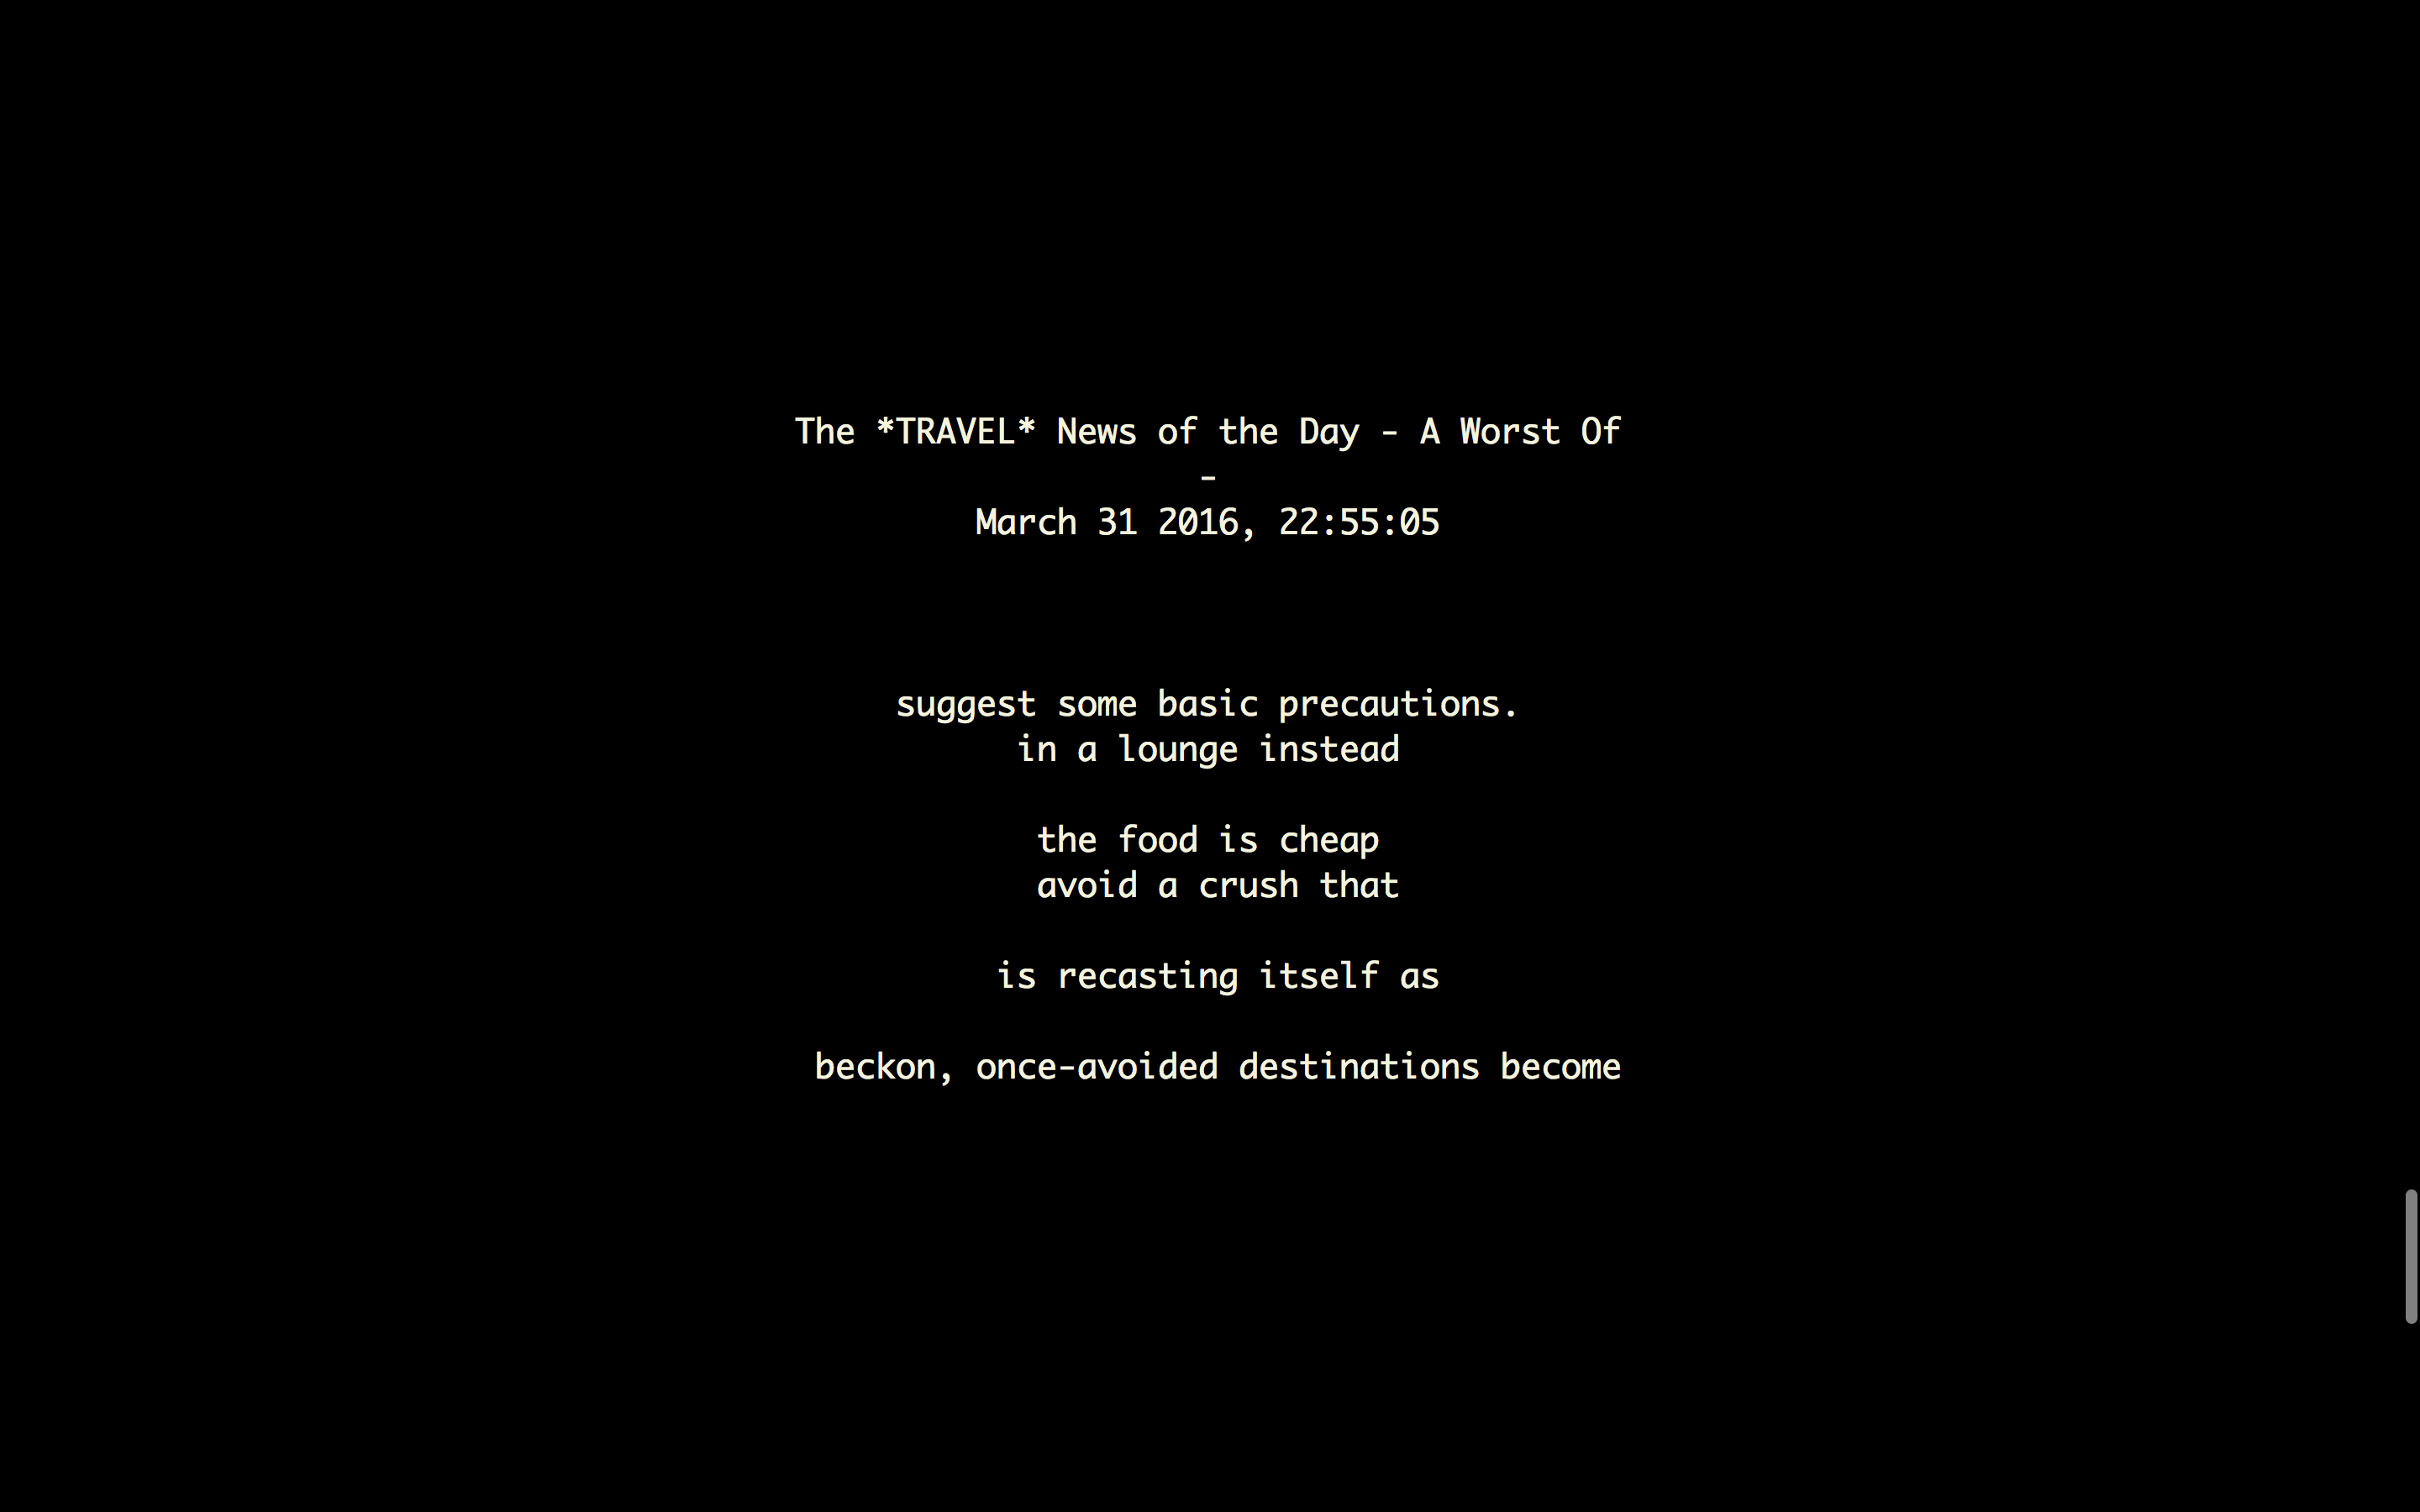 The *TRAVEL* News of the Day - A Worst Of
-
March 31 2016, 22:55:05
suggest some basic precautions.
in a lounge instead
the food is cheap
avoid a crush that
is recasting itself as
beckon, once-avoided destinations become